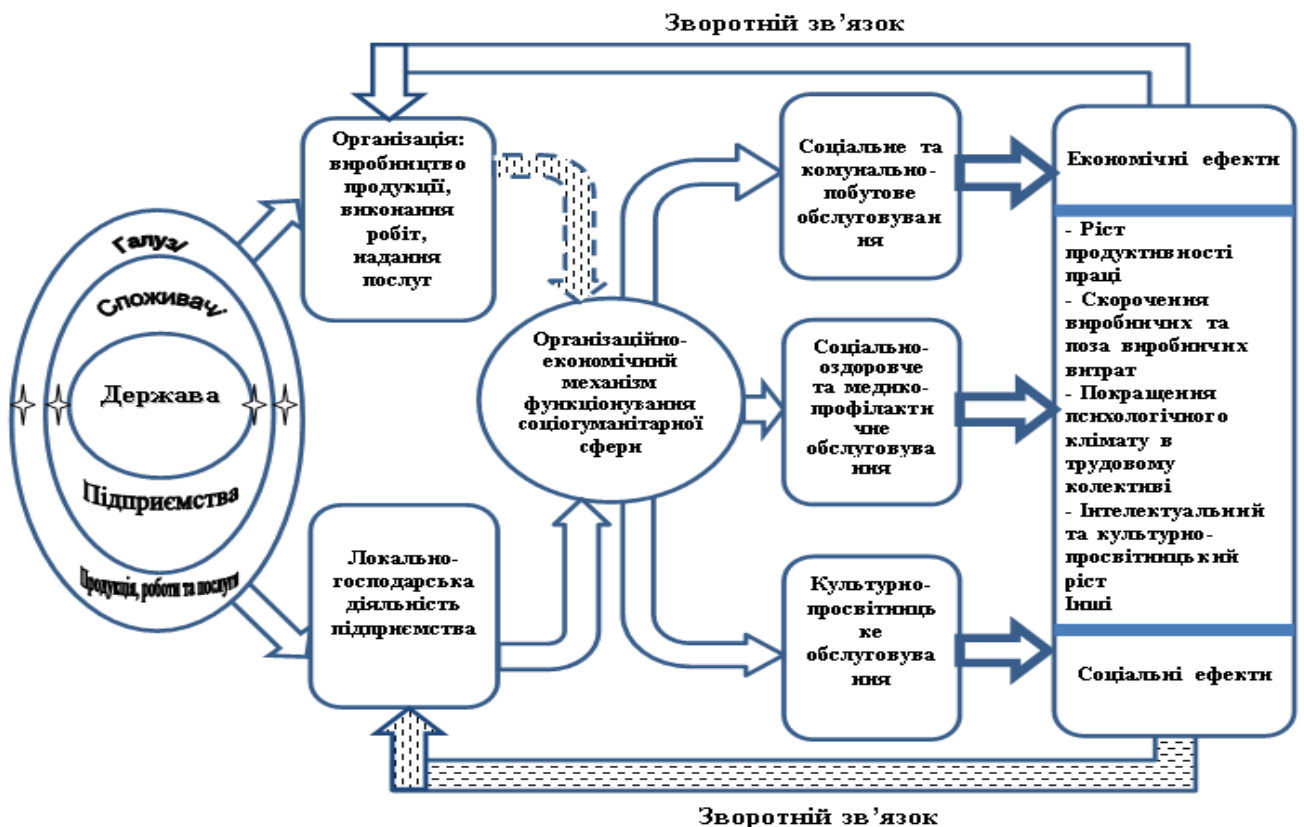 Зворотній зв’язок
Організація:
виробництво
продукції,
виконання
робіт,
надання
послуг
Соціальне та
комунально-
побутове
обслуговуван
ня
Економічні ефекти
Галузі
Споживачі
Держава
Підприємства
Продукція, роботи та послуги
Організаційно-
економічний
механізм
функціонування
соціогуманітарної
сфери
Соціально-
оздоровче
та медико-
профілакти
чне
обслуговува
ння
- Ріст
продуктивності
праці
- Скорочення
виробничих та
поза виробничих
витрат
- Покращення
психологічного
клімату в
трудовому
колективі
- Інтелектуальний
та культурно-
просвітницький
ріст
Інші
Локально-
господарська
діяльність
підприємства
Культурно-
просвітниць
ке
обслуговува
ння
Соціальні ефекти
Зворотній зв’язок